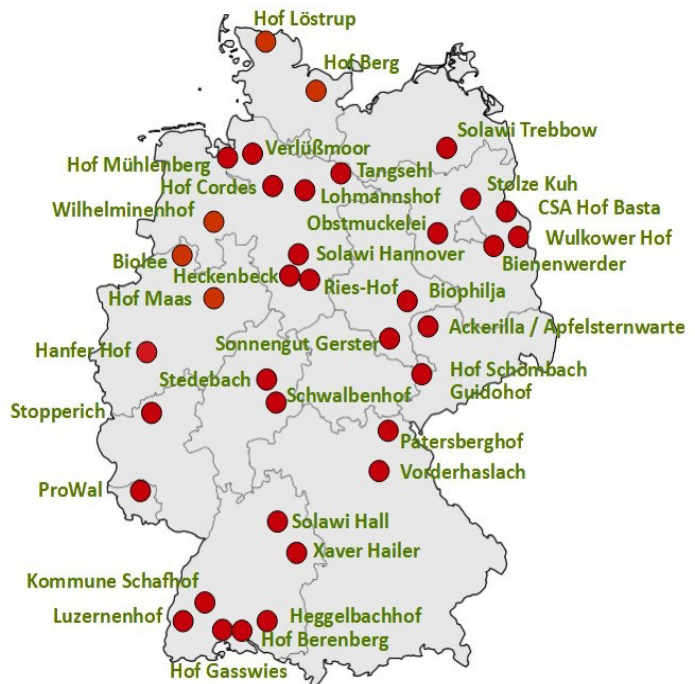 Hof Löstrup
Hof Berg
Solawi Trebbow
Verlüßmoor
Hof Mühlenberg
Tangsehl
Hof Cordes
Lohmannshof
Stolze Kuh
CSA Hof Basta
Wilhelminenhof
Obstmuckelei
Wulkower Hof
Solawi Hannover
Bienenwerder
Biolee
Heckenbeck
Ries-Hof
Biophilja
Hof Maas
Ackerilla / Apfelsternwarte
Hanfer Hof
Sonnengut Gerster
Hof Schömbach
Guidohof
Stedebach
Schwalbenhof
Stopperich
Patersberghof
Vorderhaslach
ProWal
Solawi Hall
Xaver Hailer
Kommune Schafhof
Luzernenhof
Heggelbachhof
Hof Berenberg
Hof Gasswies